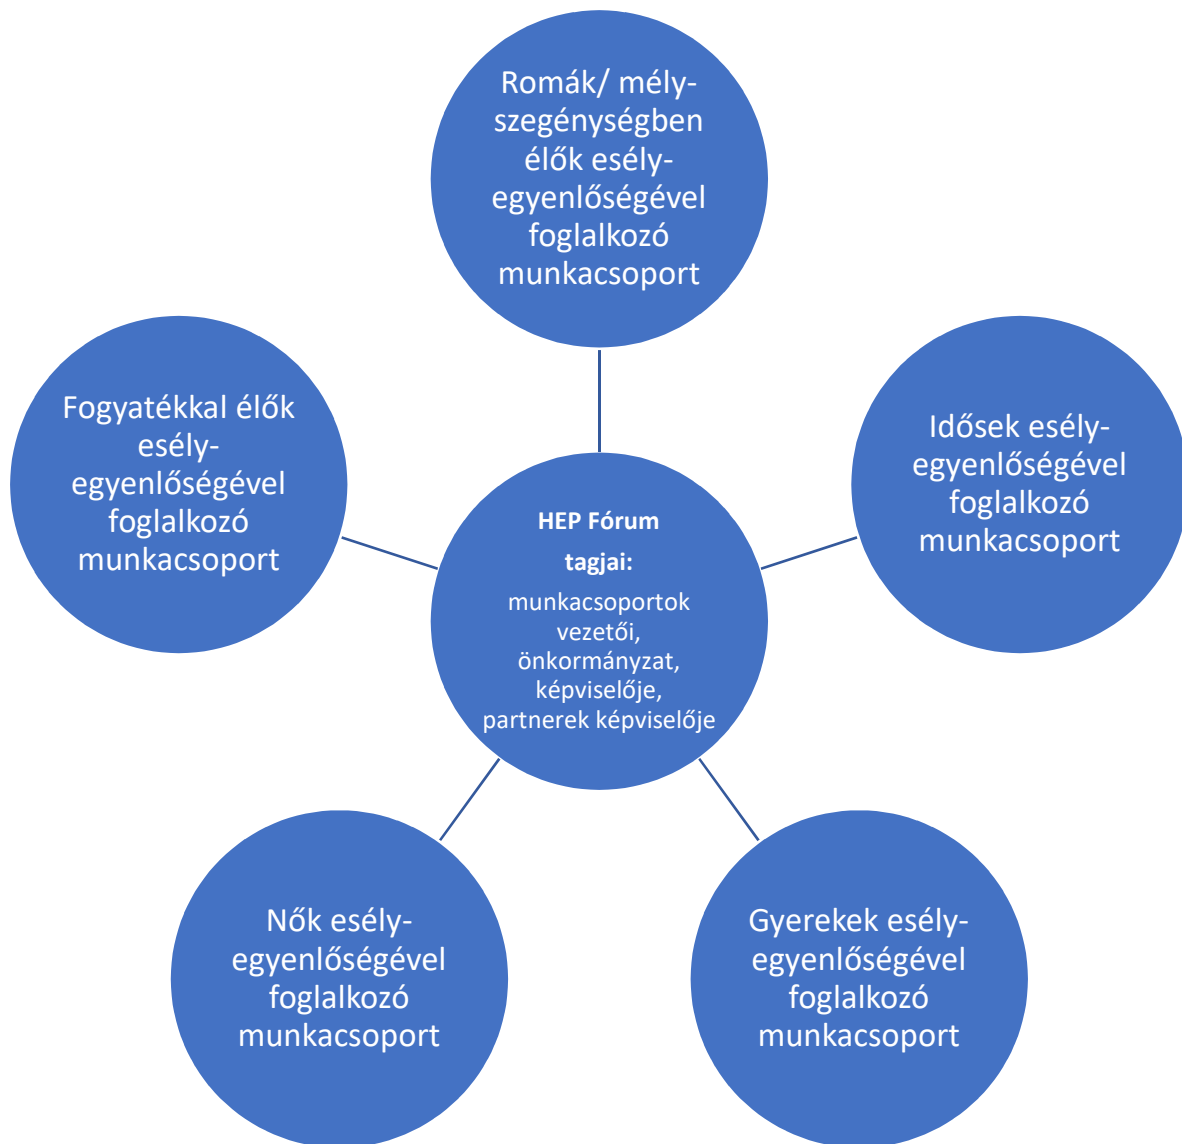 Romák/ mély-
szegénységben
élők esély-
egyenlőségével
foglalkozó
munkacsoport
Fogyatékkal élők
esély-
egyenlőségével
foglalkozó
munkacsoport
Idősek esély-
egyenlőségével
foglalkozó
munkacsoport
HEP Fórum
tagjai:
munkacsoportok
vezetői,
önkormányzat,
képviselője,
partnerek képviselője
Nők esély-
egyenlőségével
foglalkozó
munkacsoport
Gyerekek esély-
egyenlőségével
foglalkozó
munkacsoport